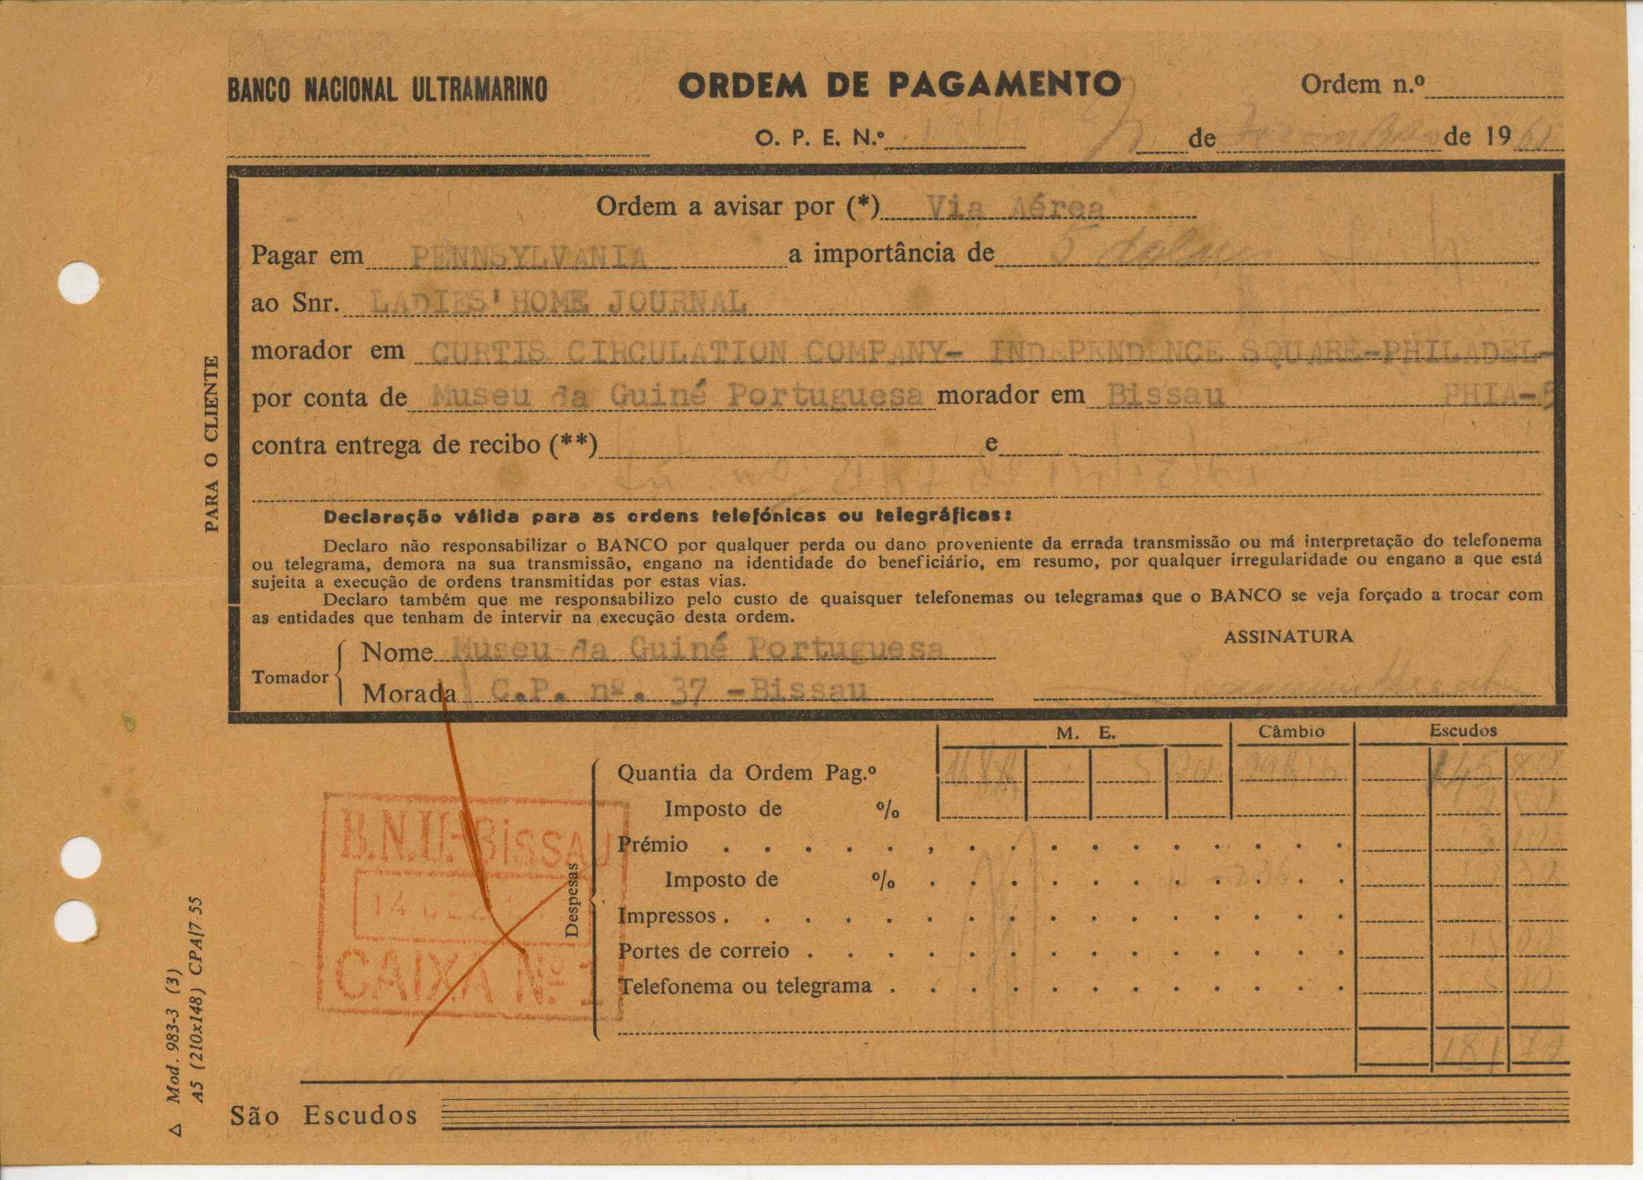 BANCO NACIONAL ULTRAMARINO
ORDEM DE PAGAMENTO
Ordem n.º
O. P. E. N.º de de 19
Ordem a avisar por (*) Via Aérea
Pagar em PENNSYLVANIA a importância de 5 dolares
ao Snr. LADIES' HOME JOURNAL
morador em CURTIS CIRCULATION COMPANY- INDEPENDENCE SQUARE-PHILADEL-
por conta de Museu da Guiné Portuguesa morador em Bissau PHIA-5
contra entrega de recibo (**) e
Declaração válida para as ordens telefónicas ou telegráficas:
Declaro não responsabilizar o BANCO por qualquer perda ou dano proveniente da errada transmissão ou má interpretação do telefonema
ou telegrama, demora na sua transmissão, engano na identidade do beneficiário, em resumo, por qualquer irregularidade ou engano a que está
sujeita a execução de ordens transmitidas por estas vias.
Declaro também que me responsabilizo pelo custo de quaisquer telefonemas ou telegramas que o BANCO se veja forçado a trocar com
as entidades que tenham de intervir na execução desta ordem.
ASSINATURA
Tomador
Nome Museu da Guiné Portuguesa
Morada C.P. nº. 37 -Bissau
PARA O CLIENTE
M. E. Câmbio Escudos
Quantia da Ordem Pag.º
Imposto de %
Prémio
Imposto de %
Impressos
Portes de correio
Telefonema ou telegrama
Despesas
B.N.U.-BISSAU
CAIXA Nº 1
São Escudos
Mod. 983-3 (3)
A5 (210x148) CPA/7 55